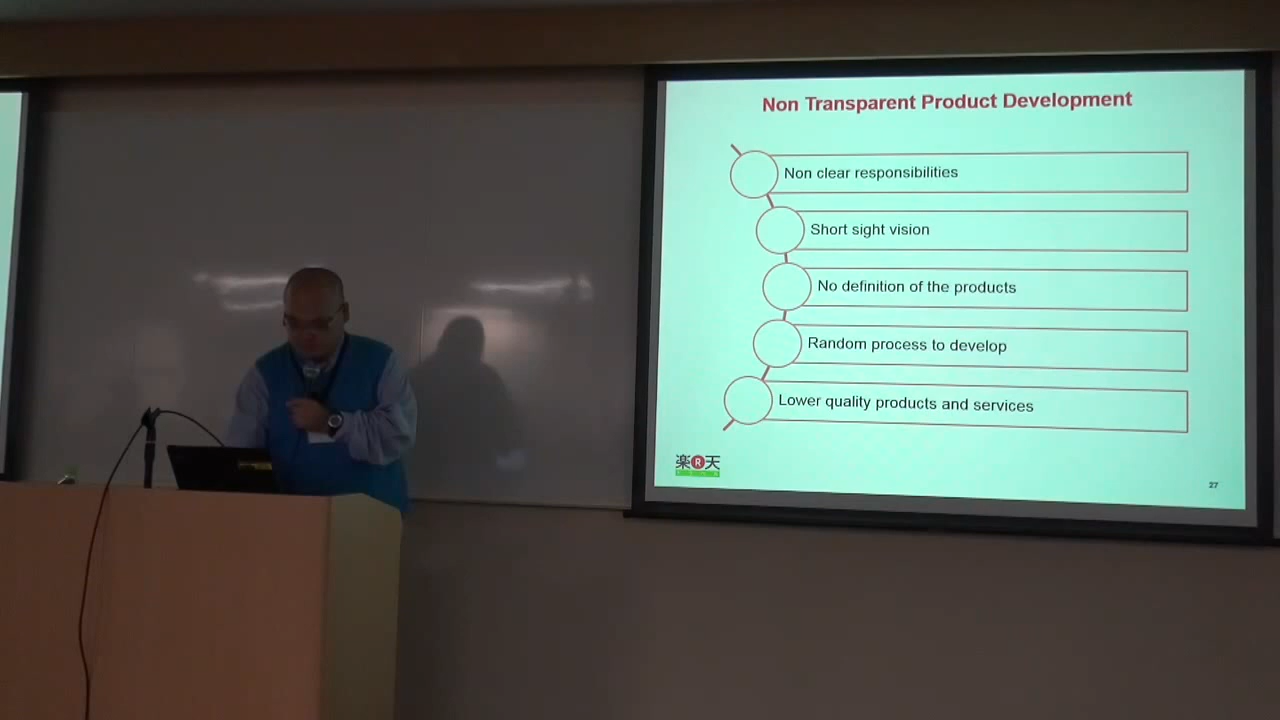 Non Transparent Product Development
Non clear responsibilities
Short sight vision
No definition of the products
Random process to develop
Lower quality products and services
楽R天
27